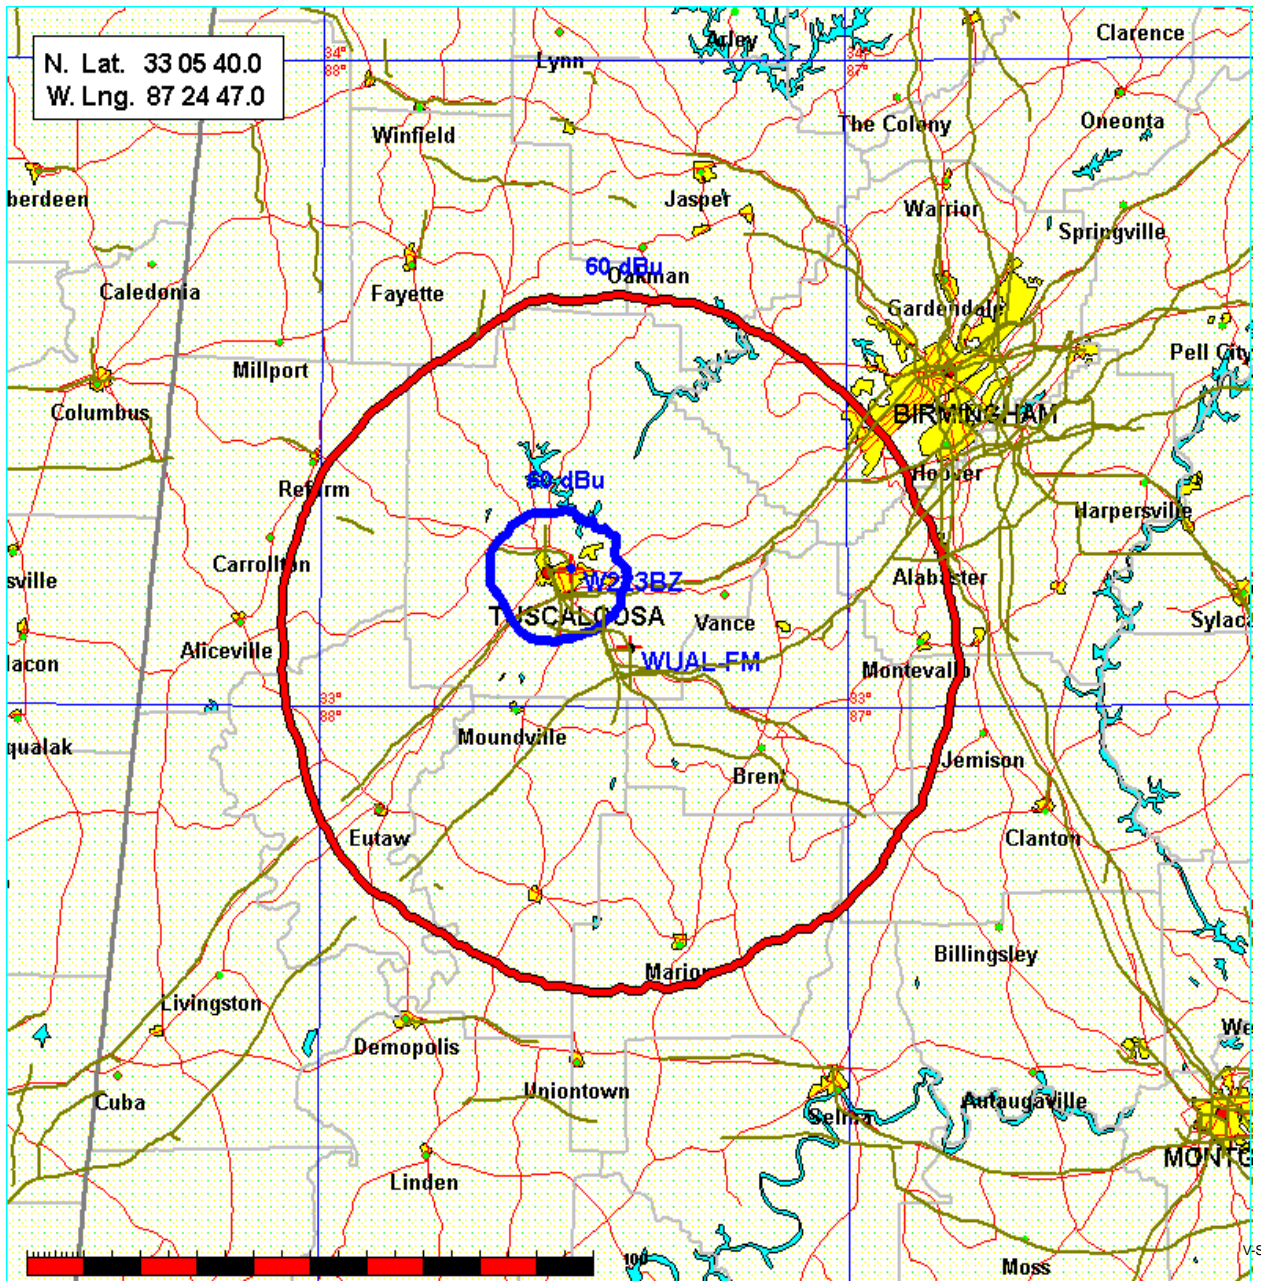 N. Lat. 33 05 40.0
W. Lng. 87 24 47.0
34°
88°
34°
87°
Arley
Clarence
Lynn
Winfield
The Colony
Oneonta
berdeen
Jasper
Warrior
Springville
60 dBu
Oakman
Caledonia
Fayette
Gardendale
Millport
Pell City
Columbus
BIRMINGHAM
Hoover
60 dBu
Reform
Harpersville
Carrollton
sville
W223BZ
Alabaster
TUSCALOOSA
Vance
Sylaca
Aliceville
lacon
WUAL-FM
Montevallo
33°
88°
33°
87°
qualak
Moundville
Brent
Jemison
Eutaw
Clanton
Marion
Billingsley
Livingston
We
Demopolis
Cuba
Uniontown
Selma
Autaugaville
MONTG
Linden
100
V-S
Moss